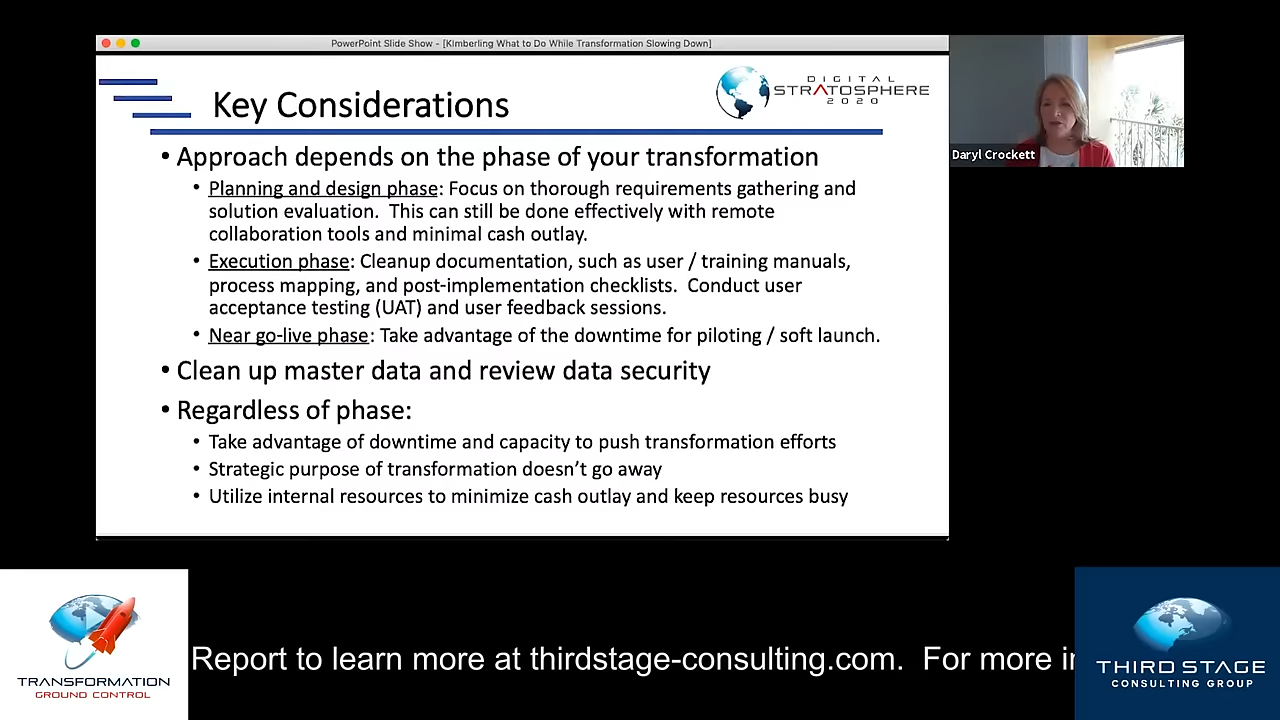 PowerPoint Slide Show - [KImberling What to Do While Transformation Slowing Down]
Key Considerations
DIGITAL
STRATOSPHERE
2020
• Approach depends on the phase of your transformation
• Planning and design phase: Focus on thorough requirements gathering and
solution evaluation.  This can still be done effectively with remote
collaboration tools and minimal cash outlay.
• Execution phase: Cleanup documentation, such as user / training manuals,
process mapping, and post-implementation checklists.  Conduct user
acceptance testing (UAT) and user feedback sessions.
• Near go-live phase: Take advantage of the downtime for piloting / soft launch.
• Clean up master data and review data security
• Regardless of phase:
• Take advantage of downtime and capacity to push transformation efforts
• Strategic purpose of transformation doesn’t go away
• Utilize internal resources to minimize cash outlay and keep resources busy
Daryl Crockett
TRANSFORMATION
GROUND CONTROL
Report to learn more at thirdstage-consulting.com.  For more in
THIRD STAGE
CONSULTING GROUP